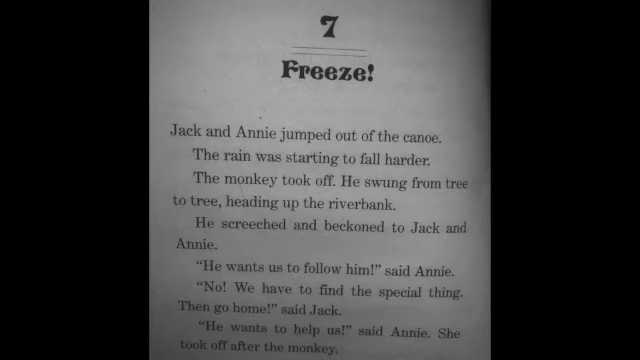 7
Freeze!
Jack and Annie jumped out of the canoe.
The rain was starting to fall harder.
The monkey took off. He swung from tree
to tree, heading up the riverbank.
He screeched and beckoned to Jack and
Annie.
“He wants us to follow him!” said Annie.
“No! We have to find the special thing.
Then go home!” said Jack.
“He wants to help us!” said Annie. She
took off after the monkey.